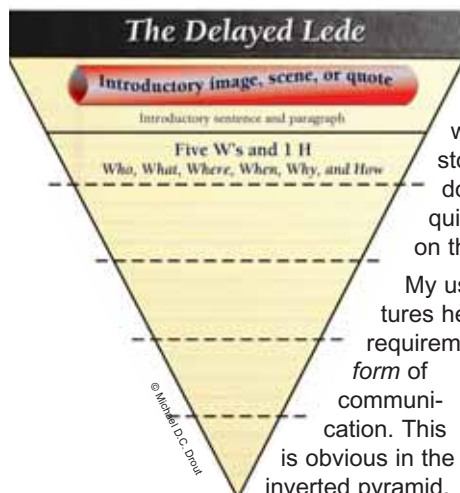 The Delayed Lede
Introductory image, scene, or quote
Introductory sentence and paragraph
Five W's and 1 H
Who, What, Where, When, Why, and How
© Michael D.C. Drout
on th
My us
tures he
requirem
form of
communi-
cation. This
is obvious in the
inverted pyramid,